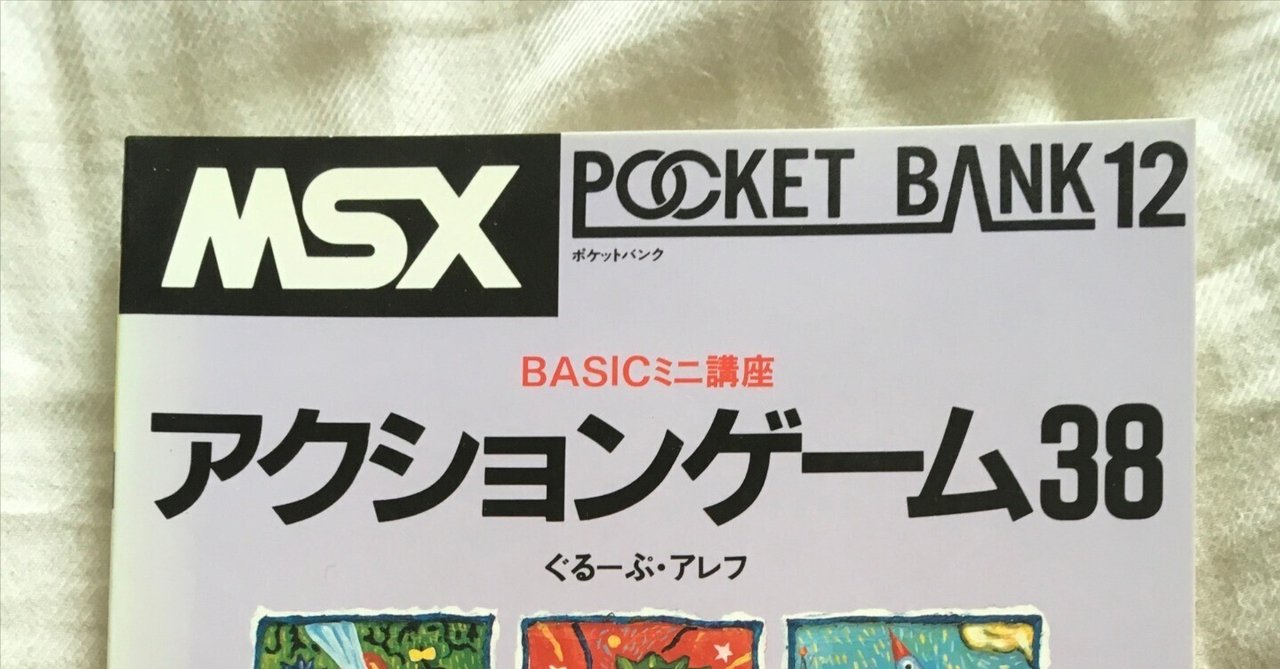 MSX
POCKET BANK 12
ポケットバンク
BASICミニ講座
アクションゲーム38
ぐるーぷ・アレフ